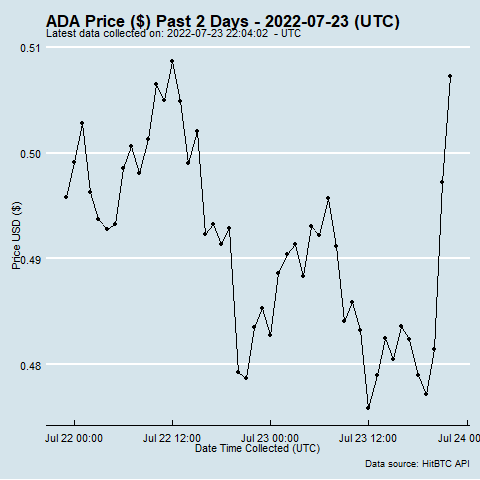 ADA Price ($) Past 2 Days - 2022-07-23 (UTC)
Latest data collected on: 2022-07-23 22:04:02 - UTC
0.51
0.50
0.49
0.48
Price USD ($)
Jul 22 00:00 Jul 22 12:00 Jul 23 00:00 Jul 23 12:00 Jul 24 00
Date Time Collected (UTC)
Data source: HitBTC API